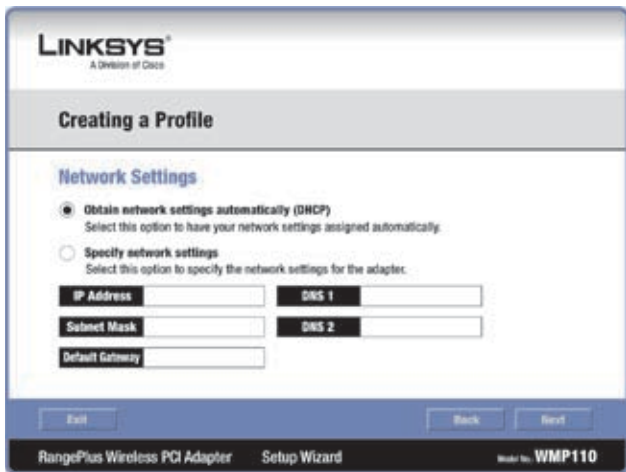 LINKSYS®
A Division of Cisco
Creating a Profile
Network Settings
Obtain network settings automatically (DHCP)
Select this option to have your network settings assigned automatically.
Specify network settings
Select this option to specify the network settings for the adapter.
IP Address
DNS 1
Subnet Mask
DNS 2
Default Gateway
Exit
Back
Next
RangePlus Wireless PCI Adapter Setup Wizard Model No. WMP110